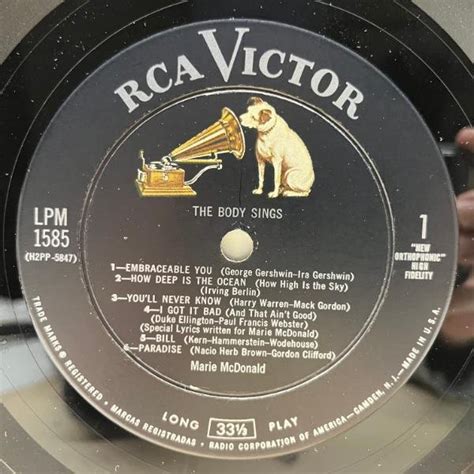 RCA VICTOR
THE BODY SINGS
LPM
1585
(H2PP-5847)
1
"NEW
ORTHOPHONIC"
HIGH
FIDELITY
1—EMBRACEABLE YOU (George Gershwin-Ira Gershwin)
2—HOW DEEP IS THE OCEAN (How High is the Sky)
(Irving Berlin)
3—YOU'LL NEVER KNOW (Harry Warren-Mack Gordon)
4—I GOT IT BAD (And That Ain't Good)
(Duke Ellington-Paul Francis Webster)
(Special Lyrics written for Marie McDonald)
5—BILL (Kern-Hammerstein-Wodehouse)
6—PARADISE (Nacio Herb Brown-Gordon Clifford)
Marie McDonald
LONG 33⅓ PLAY
TRADE MARKS ® REGISTERED • MARCAS REGISTRADAS • RADIO CORPORATION OF AMERICA—CAMDEN, N.J.—MADE IN U.S.A.